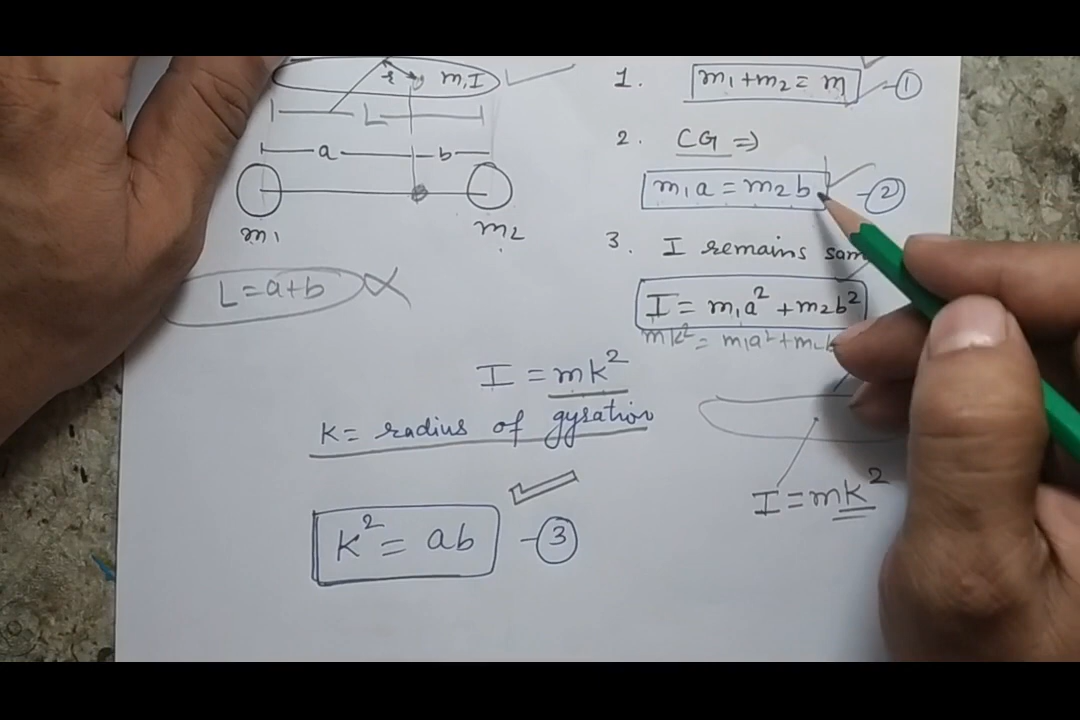 r m,I
L
a b
m1 m2
L=a+b
1. m1+m2 = m -①
2. CG ⇒
m1a = m2b -②
3. I remains sam
I = m1a² + m2b²
mk² = m1a²+m2
I = mk²
K= radius of gyration
I = mk²
K² = ab -③